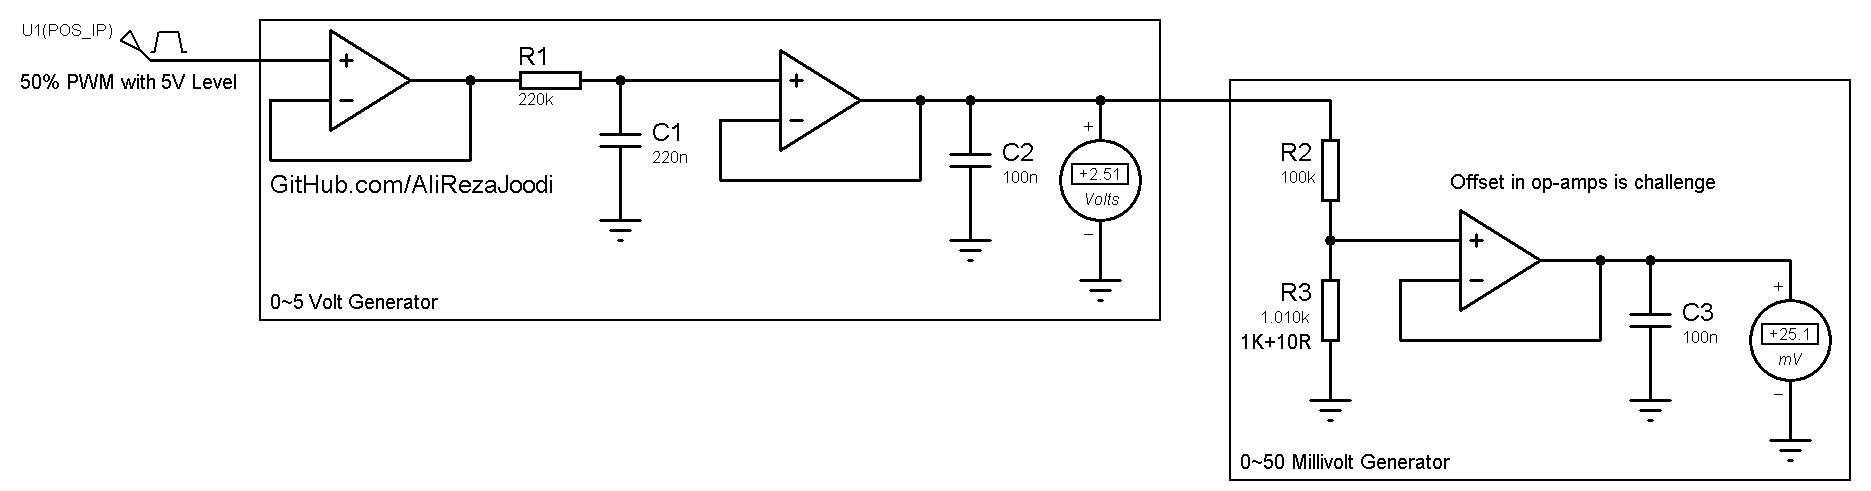 U1(POS_IP)
50% PWM with 5V Level
+
−
R1
220k
C1
220n
GitHub.com/AliRezaJoodi
+
−
C2
100n
+
+2.51
Volts
−
0~5 Volt Generator
R2
100k
Offset in op-amps is challenge
+
−
R3
1.010k
1K+10R
C3
100n
+
+25.1
mV
−
0~50 Millivolt Generator